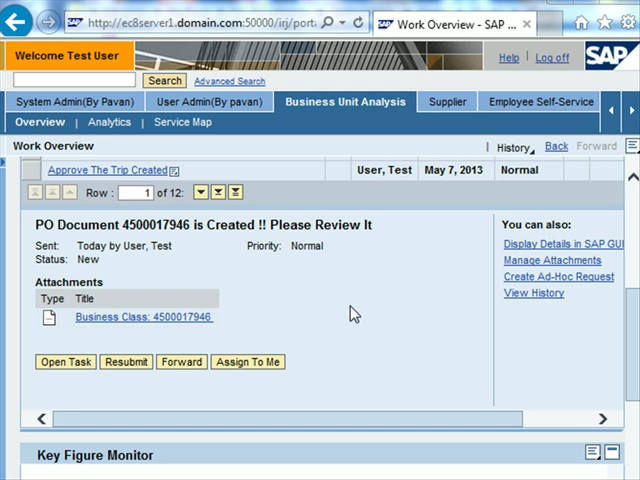 http://ec8server1.domain.com:50000/irj/port
Work Overview - SAP ...
Welcome Test User
Help
Log off
SAP
Search
Advanced Search
System Admin(By Pavan)
User Admin(By pavan)
Business Unit Analysis
Supplier
Employee Self-Service
Overview
Analytics
Service Map
Work Overview
History
Back
Forward
Approve The Trip Created
User, Test
May 7, 2013
Normal
Row :
1
of 12:
PO Document 4500017946 is Created !! Please Review It
You can also:
Sent:
Today by User, Test
Priority:
Normal
Display Details in SAP GUI
Status:
New
Manage Attachments
Create Ad-Hoc Request
Attachments
View History
Type
Title
Business Class: 4500017946
Open Task
Resubmit
Forward
Assign To Me
Key Figure Monitor